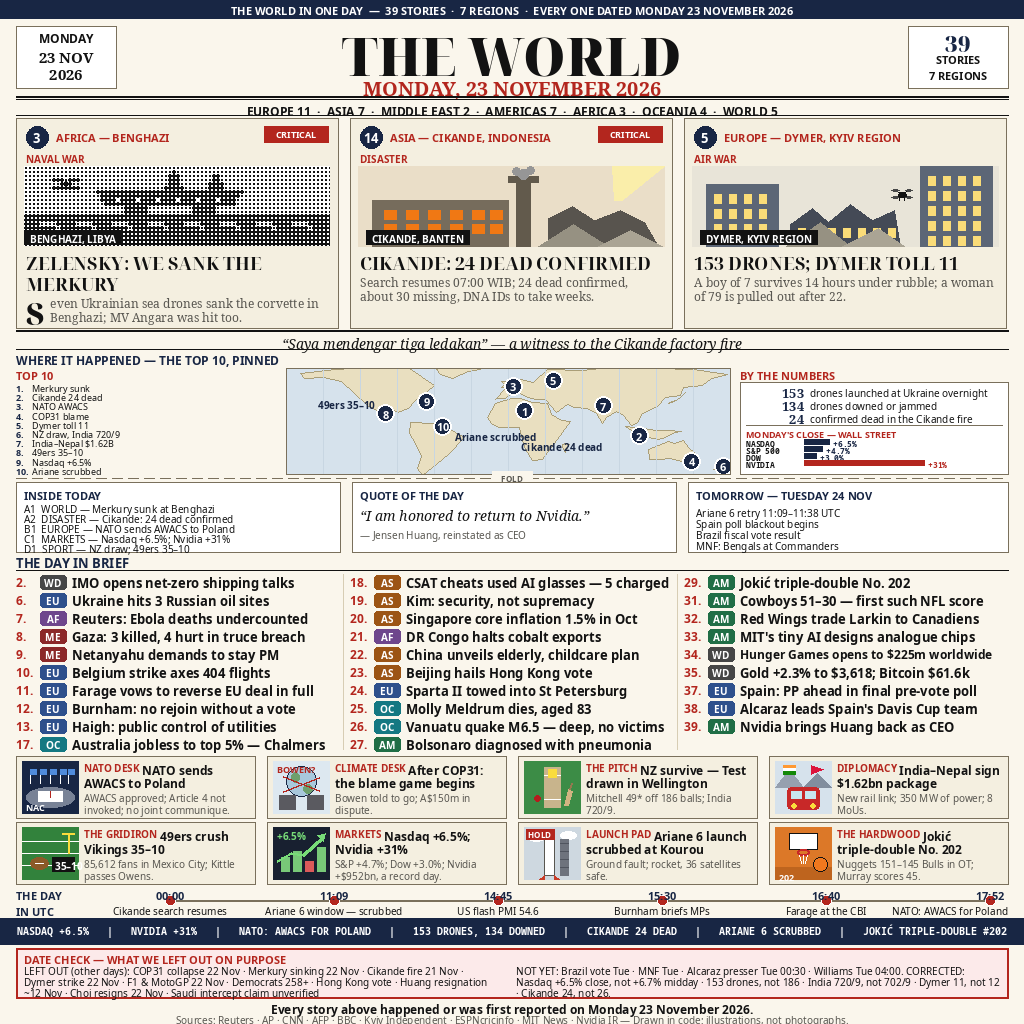 THE WORLD IN ONE DAY — 39 STORIES · 7 REGIONS · EVERY ONE DATED MONDAY 23 NOVEMBER 2026
MONDAY
23 NOV
2026
THE WORLD
MONDAY, 23 NOVEMBER 2026
39
STORIES
7 REGIONS
EUROPE 11 · ASIA 7 · MIDDLE EAST 2 · AMERICAS 7 · AFRICA 3 · OCEANIA 4 · WORLD 5
3 AFRICA — BENGHAZI CRITICAL
NAVAL WAR
BENGHAZI, LIBYA
ZELENSKY: WE SANK THE
MERKURY
Seven Ukrainian sea drones sank the corvette in
Benghazi; MV Angara was hit too.
14 ASIA — CIKANDE, INDONESIA CRITICAL
DISASTER
CIKANDE, BANTEN
CIKANDE: 24 DEAD CONFIRMED
Search resumes 07:00 WIB; 24 dead confirmed,
about 30 missing, DNA IDs to take weeks.
5 EUROPE — DYMER, KYIV REGION
AIR WAR
DYMER, KYIV REGION
153 DRONES; DYMER TOLL 11
A boy of 7 survives 14 hours under rubble; a woman
of 79 is pulled out after 22.
“Saya mendengar tiga ledakan” — a witness to the Cikande factory fire
WHERE IT HAPPENED — THE TOP 10, PINNED
TOP 10
1. Merkury sunk
2. Cikande 24 dead
3. NATO AWACS
4. COP31 blame
5. Dymer toll 11
6. NZ draw, India 720/9
7. India–Nepal $1.62B
8. 49ers 35–10
9. Nasdaq +6.5%
10. Ariane scrubbed
5
3
9
49ers 35–10
8
1
7
10
Ariane scrubbed
2
Cikande 24 dead
4
6
BY THE NUMBERS
153 drones launched at Ukraine overnight
134 drones downed or jammed
24 confirmed dead in the Cikande fire
MONDAY'S CLOSE — WALL STREET
NASDAQ +6.5%
S&P 500 +4.7%
DOW +3.0%
NVIDIA +31%
FOLD
INSIDE TODAY
A1 WORLD — Merkury sunk at Benghazi
A2 DISASTER — Cikande: 24 dead confirmed
B1 EUROPE — NATO sends AWACS to Poland
C1 MARKETS — Nasdaq +6.5%; Nvidia +31%
D1 SPORT — NZ draw; 49ers 35–10
QUOTE OF THE DAY
“I am honored to return to Nvidia.”
— Jensen Huang, reinstated as CEO
TOMORROW — TUESDAY 24 NOV
Ariane 6 retry 11:09–11:38 UTC
Spain poll blackout begins
Brazil fiscal vote result
MNF: Bengals at Commanders
THE DAY IN BRIEF
2. WD IMO opens net-zero shipping talks
6. EU Ukraine hits 3 Russian oil sites
7. AF Reuters: Ebola deaths undercounted
8. ME Gaza: 3 killed, 4 hurt in truce breach
9. ME Netanyahu demands to stay PM
10. EU Belgium strike axes 404 flights
11. EU Farage vows to reverse EU deal in full
12. EU Burnham: no rejoin without a vote
13. EU Haigh: public control of utilities
17. OC Australia jobless to top 5% — Chalmers
18. AS CSAT cheats used AI glasses — 5 charged
19. AS Kim: security, not supremacy
20. AS Singapore core inflation 1.5% in Oct
21. AF DR Congo halts cobalt exports
22. AS China unveils elderly, childcare plan
23. AS Beijing hails Hong Kong vote
24. EU Sparta II towed into St Petersburg
25. OC Molly Meldrum dies, aged 83
26. OC Vanuatu quake M6.5 — deep, no victims
27. AM Bolsonaro diagnosed with pneumonia
29. AM Jokić triple-double No. 202
31. AM Cowboys 51–30 — first such NFL score
32. AM Red Wings trade Larkin to Canadiens
33. AM MIT's tiny AI designs analogue chips
34. WD Hunger Games opens to $225m worldwide
35. WD Gold +2.3% to $3,618; Bitcoin $61.6k
37. EU Spain: PP ahead in final pre-vote poll
38. EU Alcaraz leads Spain's Davis Cup team
39. AM Nvidia brings Huang back as CEO
NAC
NATO DESK NATO sends
AWACS to Poland
AWACS approved; Article 4 not
invoked; no joint communique.
BOWEN?
CLIMATE DESK After COP31:
the blame game begins
Bowen told to go; A$150m in
dispute.
THE PITCH NZ survive — Test
drawn in Wellington
Mitchell 49* off 186 balls; India
720/9.
DIPLOMACY India–Nepal sign
$1.62bn package
New rail link; 350 MW of power; 8
MoUs.
35–10
THE GRIDIRON 49ers crush
Vikings 35–10
85,612 fans in Mexico City; Kittle
passes Owens.
+6.5%
MARKETS Nasdaq +6.5%;
Nvidia +31%
S&P +4.7%; Dow +3.0%; Nvidia
+$952bn, a record day.
HOLD
LAUNCH PAD Ariane 6 launch
scrubbed at Kourou
Ground fault; rocket, 36 satellites
safe.
202
THE HARDWOOD Jokić
triple-double No. 202
Nuggets 151–145 Bulls in OT;
Murray scores 45.
THE DAY
IN UTC
00:00 11:09 14:45 15:30 16:40 17:52
Cikande search resumes Ariane 6 window — scrubbed US flash PMI 54.6 Burnham briefs MPs Farage at the CBI NATO: AWACS for Poland
NASDAQ +6.5% | NVIDIA +31% | NATO: AWACS FOR POLAND | 153 DRONES, 134 DOWNED | CIKANDE 24 DEAD | ARIANE 6 SCRUBBED | JOKIĆ TRIPLE-DOUBLE #202
DATE CHECK — WHAT WE LEFT OUT ON PURPOSE
LEFT OUT (other days): COP31 collapse 22 Nov · Merkury sinking 22 Nov · Cikande fire 21 Nov ·
Dymer strike 22 Nov · F1 & MotoGP 22 Nov · Democrats 258+ · Hong Kong vote · Huang resignation
~12 Nov · Choi resigns 22 Nov · Saudi intercept claim unverified
NOT YET: Brazil vote Tue · MNF Tue · Alcaraz presser Tue 00:30 · Williams Tue 04:00. CORRECTED:
Nasdaq +6.5% close, not +6.7% midday · 153 drones, not 186 · India 720/9, not 702/9 · Dymer 11, not 12
· Cikande 24, not 26.
Every story above happened or was first reported on Monday 23 November 2026.
Sources: Reuters · AP · CNN · AFP · BBC · Kyiv Independent · ESPNcricinfo · MIT News · Nvidia IR — Drawn in code: illustrations, not photographs.